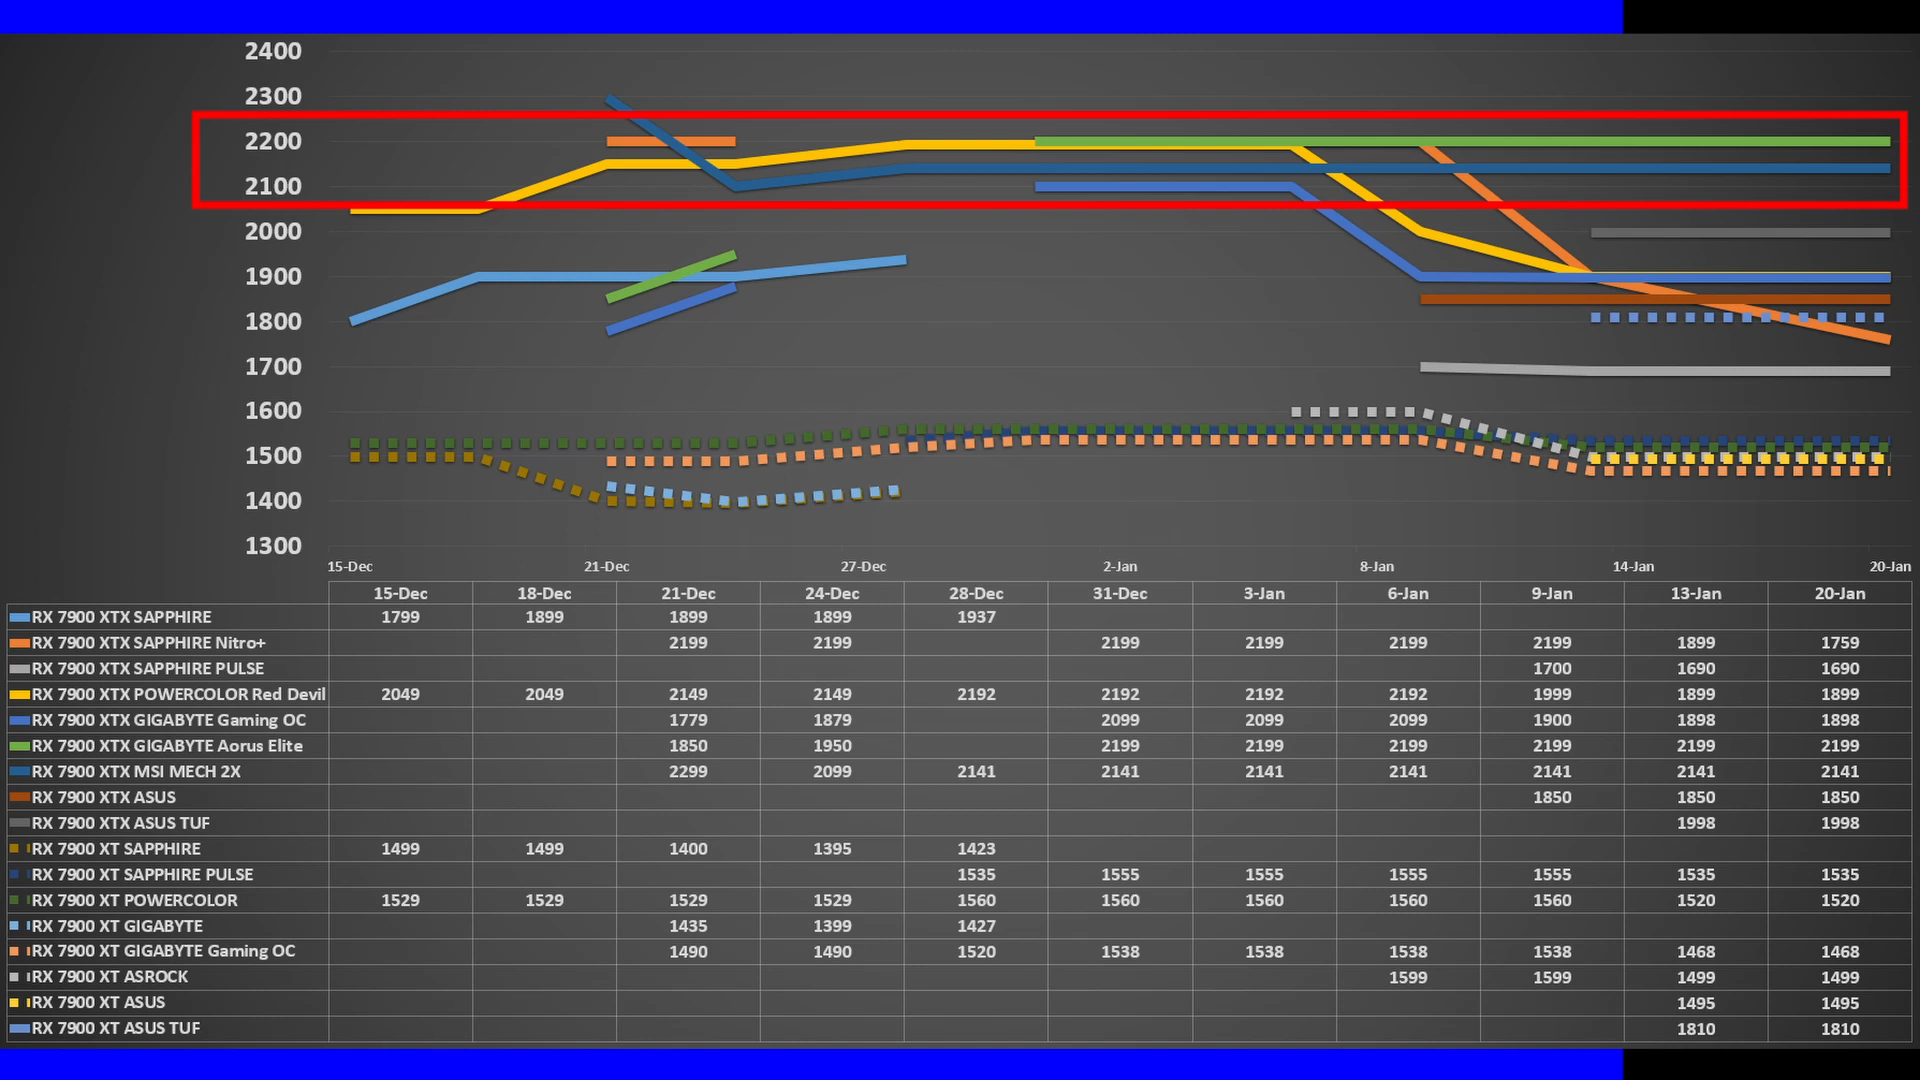 2400
2300
2200
2100
2000
1900
1800
1700
1600
1500
1400
1300
15-Dec 21-Dec 27-Dec 2-Jan 8-Jan 14-Jan 20-Jan
15-Dec 18-Dec 21-Dec 24-Dec 28-Dec 31-Dec 3-Jan 6-Jan 9-Jan 13-Jan 20-Jan
RX 7900 XTX SAPPHIRE 1799 1899 1899 1899 1937
RX 7900 XTX SAPPHIRE Nitro+ 2199 2199 2199 2199 2199 2199 1899 1759
RX 7900 XTX SAPPHIRE PULSE 1700 1690 1690
RX 7900 XTX POWERCOLOR Red Devil 2049 2049 2149 2149 2192 2192 2192 2192 1999 1899 1899
RX 7900 XTX GIGABYTE Gaming OC 1779 1879 2099 2099 2099 1900 1898 1898
RX 7900 XTX GIGABYTE Aorus Elite 1850 1950 2199 2199 2199 2199 2199 2199
RX 7900 XTX MSI MECH 2X 2299 2099 2141 2141 2141 2141 2141 2141 2141
RX 7900 XTX ASUS 1850 1850 1850
RX 7900 XTX ASUS TUF 1998 1998
RX 7900 XT SAPPHIRE 1499 1499 1400 1395 1423
RX 7900 XT SAPPHIRE PULSE 1535 1555 1555 1555 1555 1535 1535
RX 7900 XT POWERCOLOR 1529 1529 1529 1529 1560 1560 1560 1560 1560 1520 1520
RX 7900 XT GIGABYTE 1435 1399 1427
RX 7900 XT GIGABYTE Gaming OC 1490 1490 1520 1538 1538 1538 1538 1468 1468
RX 7900 XT ASROCK 1599 1599 1499 1499
RX 7900 XT ASUS 1495 1495
RX 7900 XT ASUS TUF 1810 1810